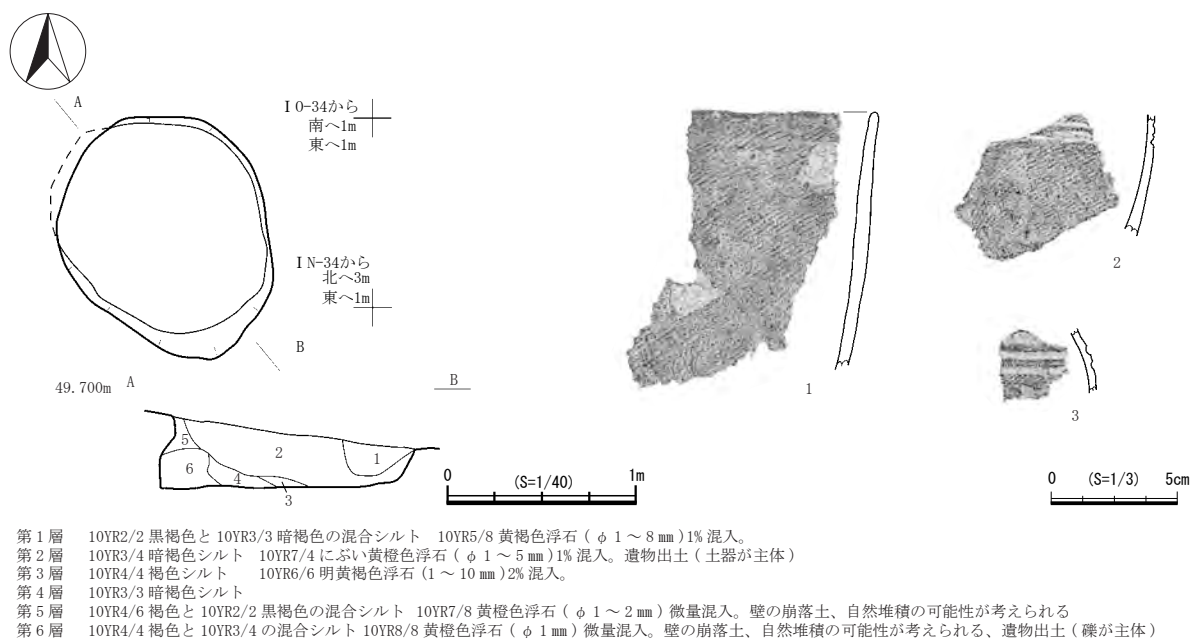 A
I O-34から
南へ1m
東へ1m
I N-34から
北へ3m
東へ1m
B
49.700m
A
B
5
6
2
1
4
3
0
(S=1/40)
1m
1
2
3
0
(S=1/3)
5cm
第1層 10YR2/2 黒褐色と 10YR3/3 暗褐色の混合シルト 10YR5/8 黄褐色浮石 ( φ 1 ~ 8 ㎜ )1% 混入。
第2層 10YR3/4 暗褐色シルト 10YR7/4 にぶい黄橙色浮石 ( φ 1 ~ 5 ㎜ )1% 混入。遺物出土 ( 土器が主体 )
第3層 10YR4/4 褐色シルト 10YR6/6 明黄褐色浮石 (1 ~ 10 ㎜ )2% 混入。
第4層 10YR3/3 暗褐色シルト
第5層 10YR4/6 褐色と 10YR2/2 黒褐色の混合シルト 10YR7/8 黄橙色浮石 ( φ 1 ~ 2 ㎜ ) 微量混入。壁の崩落土、自然堆積の可能性が考えられる
第6層 10YR4/4 褐色と 10YR3/4 の混合シルト 10YR8/8 黄橙色浮石 ( φ 1 ㎜ ) 微量混入。壁の崩落土、自然堆積の可能性が考えられる、遺物出土 ( 礫が主体 )